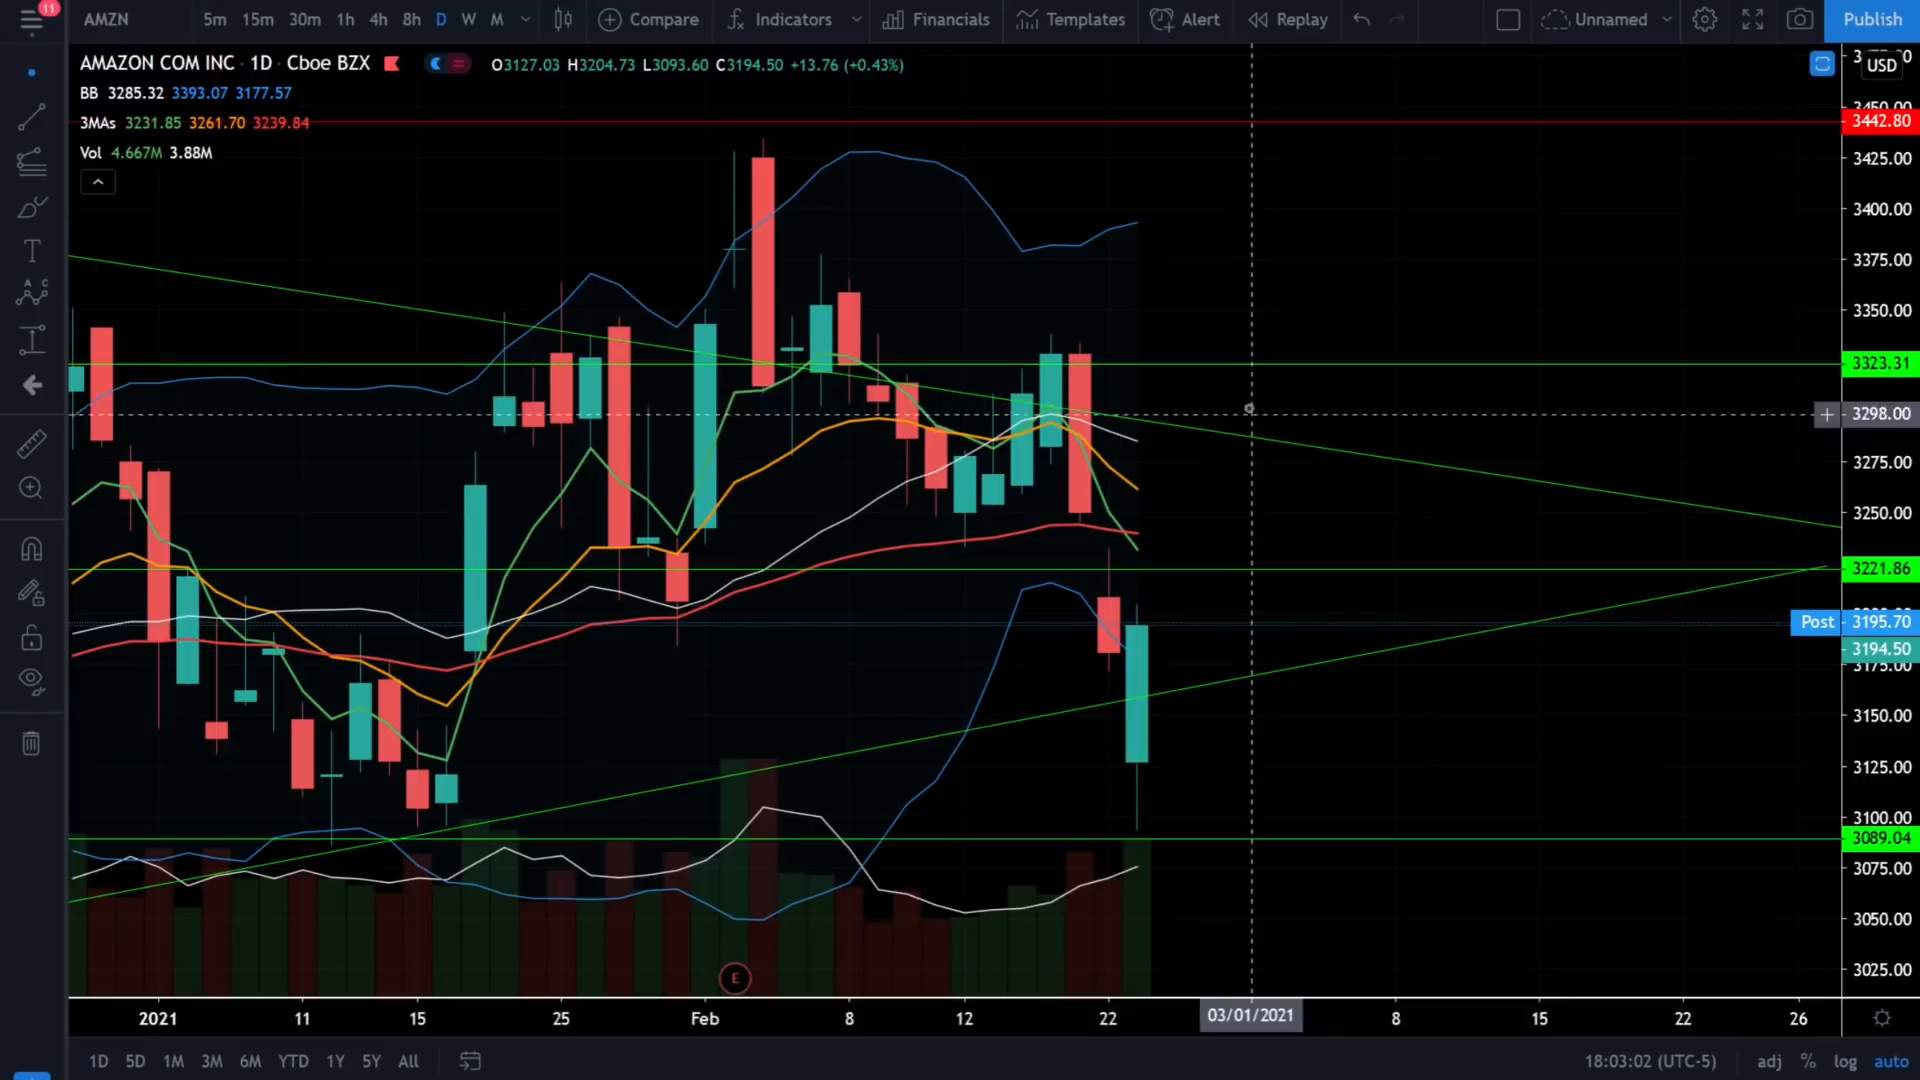 11
AMZN 5m 15m 30m 1h 4h 8h D W M Compare Indicators Financials Templates Alert Replay Unnamed Publish
AMAZON COM INC · 1D · Cboe BZX O3127.03 H3204.73 L3093.60 C3194.50 +13.76 (+0.43%)
USD
BB 3285.32 3393.07 3177.57
3MAs 3231.85 3261.70 3239.84
Vol 4.667M 3.88M
3442.80
3425.00
3400.00
3375.00
3350.00
3323.31
3298.00
3275.00
3250.00
3221.86
Post 3195.70
3194.50
3175.00
3150.00
3125.00
3100.00
3089.04
3075.00
3050.00
3025.00
E
2021 11 15 25 Feb 8 12 22 03/01/2021 8 15 22 26
1D 5D 1M 3M 6M YTD 1Y 5Y All 18:03:02 (UTC-5) adj % log auto